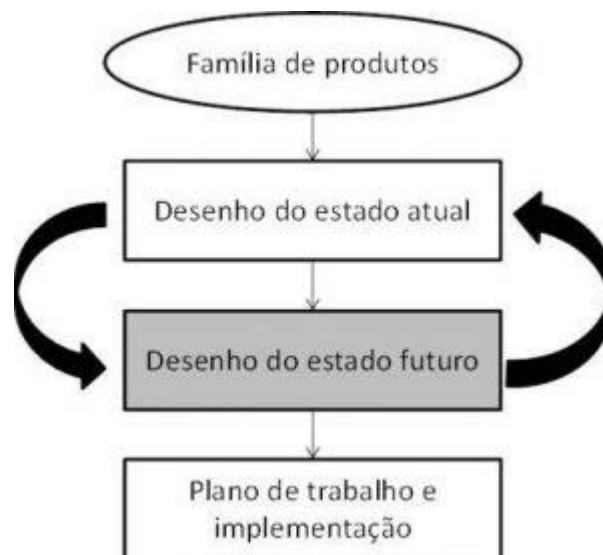 Família de produtos
Desenho do estado atual
Desenho do estado futuro
Plano de trabalho e
implementação